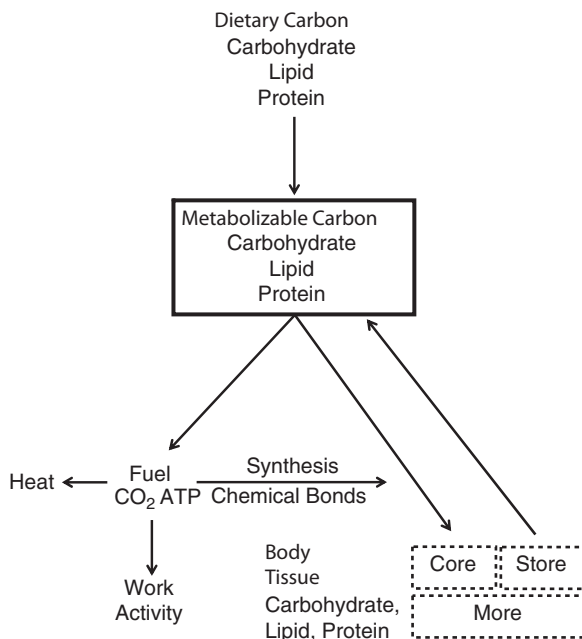 Dietary Carbon
Carbohydrate
Lipid
Protein
Metabolizable Carbon
Carbohydrate
Lipid
Protein
Heat
Fuel
CO₂ ATP
Synthesis
Chemical Bonds
Work
Activity
Body
Tissue
Carbohydrate,
Lipid, Protein
Core
Store
More